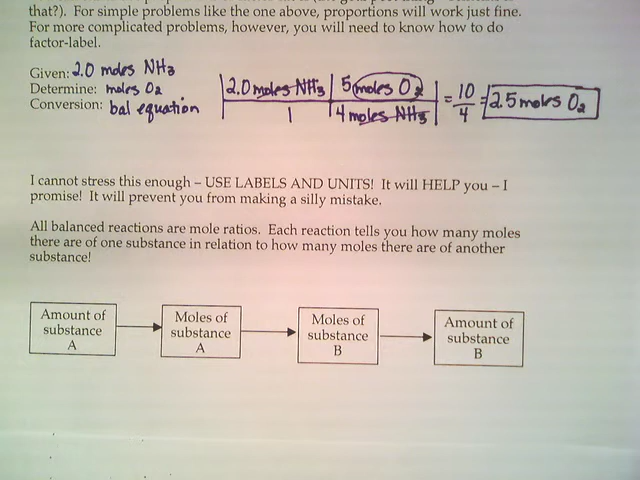 that?). For simple problems like the one above, proportions will work just fine.
For more complicated problems, however, you will need to know how to do
factor-label.
Given: 2.0 moles NH3
Determine: moles O2
Conversion: bal equation
2.0 moles NH3 | 5 moles O2 = 10 = 2.5 moles O2
1 | 4 moles NH3 4
I cannot stress this enough – USE LABELS AND UNITS! It will HELP you – I
promise! It will prevent you from making a silly mistake.
All balanced reactions are mole ratios. Each reaction tells you how many moles
there are of one substance in relation to how many moles there are of another
substance!
Amount of
substance
A
Moles of
substance
A
Moles of
substance
B
Amount of
substance
B